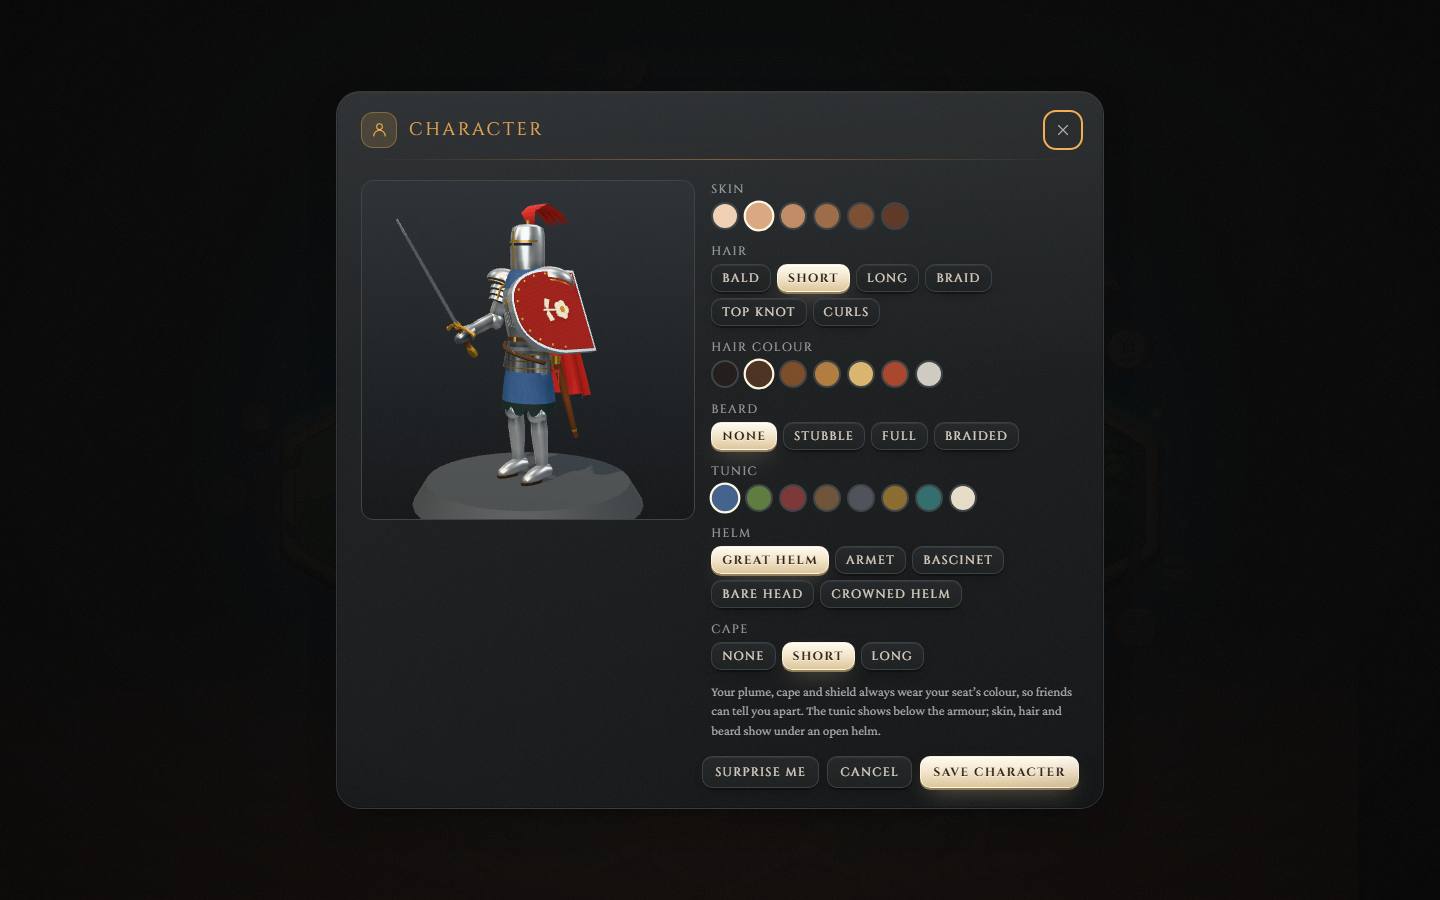 CHARACTER
SKIN
HAIR
BALD SHORT LONG BRAID
TOP KNOT CURLS
HAIR COLOUR
BEARD
NONE STUBBLE FULL BRAIDED
TUNIC
HELM
GREAT HELM ARMET BASCINET
BARE HEAD CROWNED HELM
CAPE
NONE SHORT LONG
Your plume, cape and shield always wear your seat's colour, so friends
can tell you apart. The tunic shows below the armour; skin, hair and
beard show under an open helm.
SURPRISE ME CANCEL SAVE CHARACTER